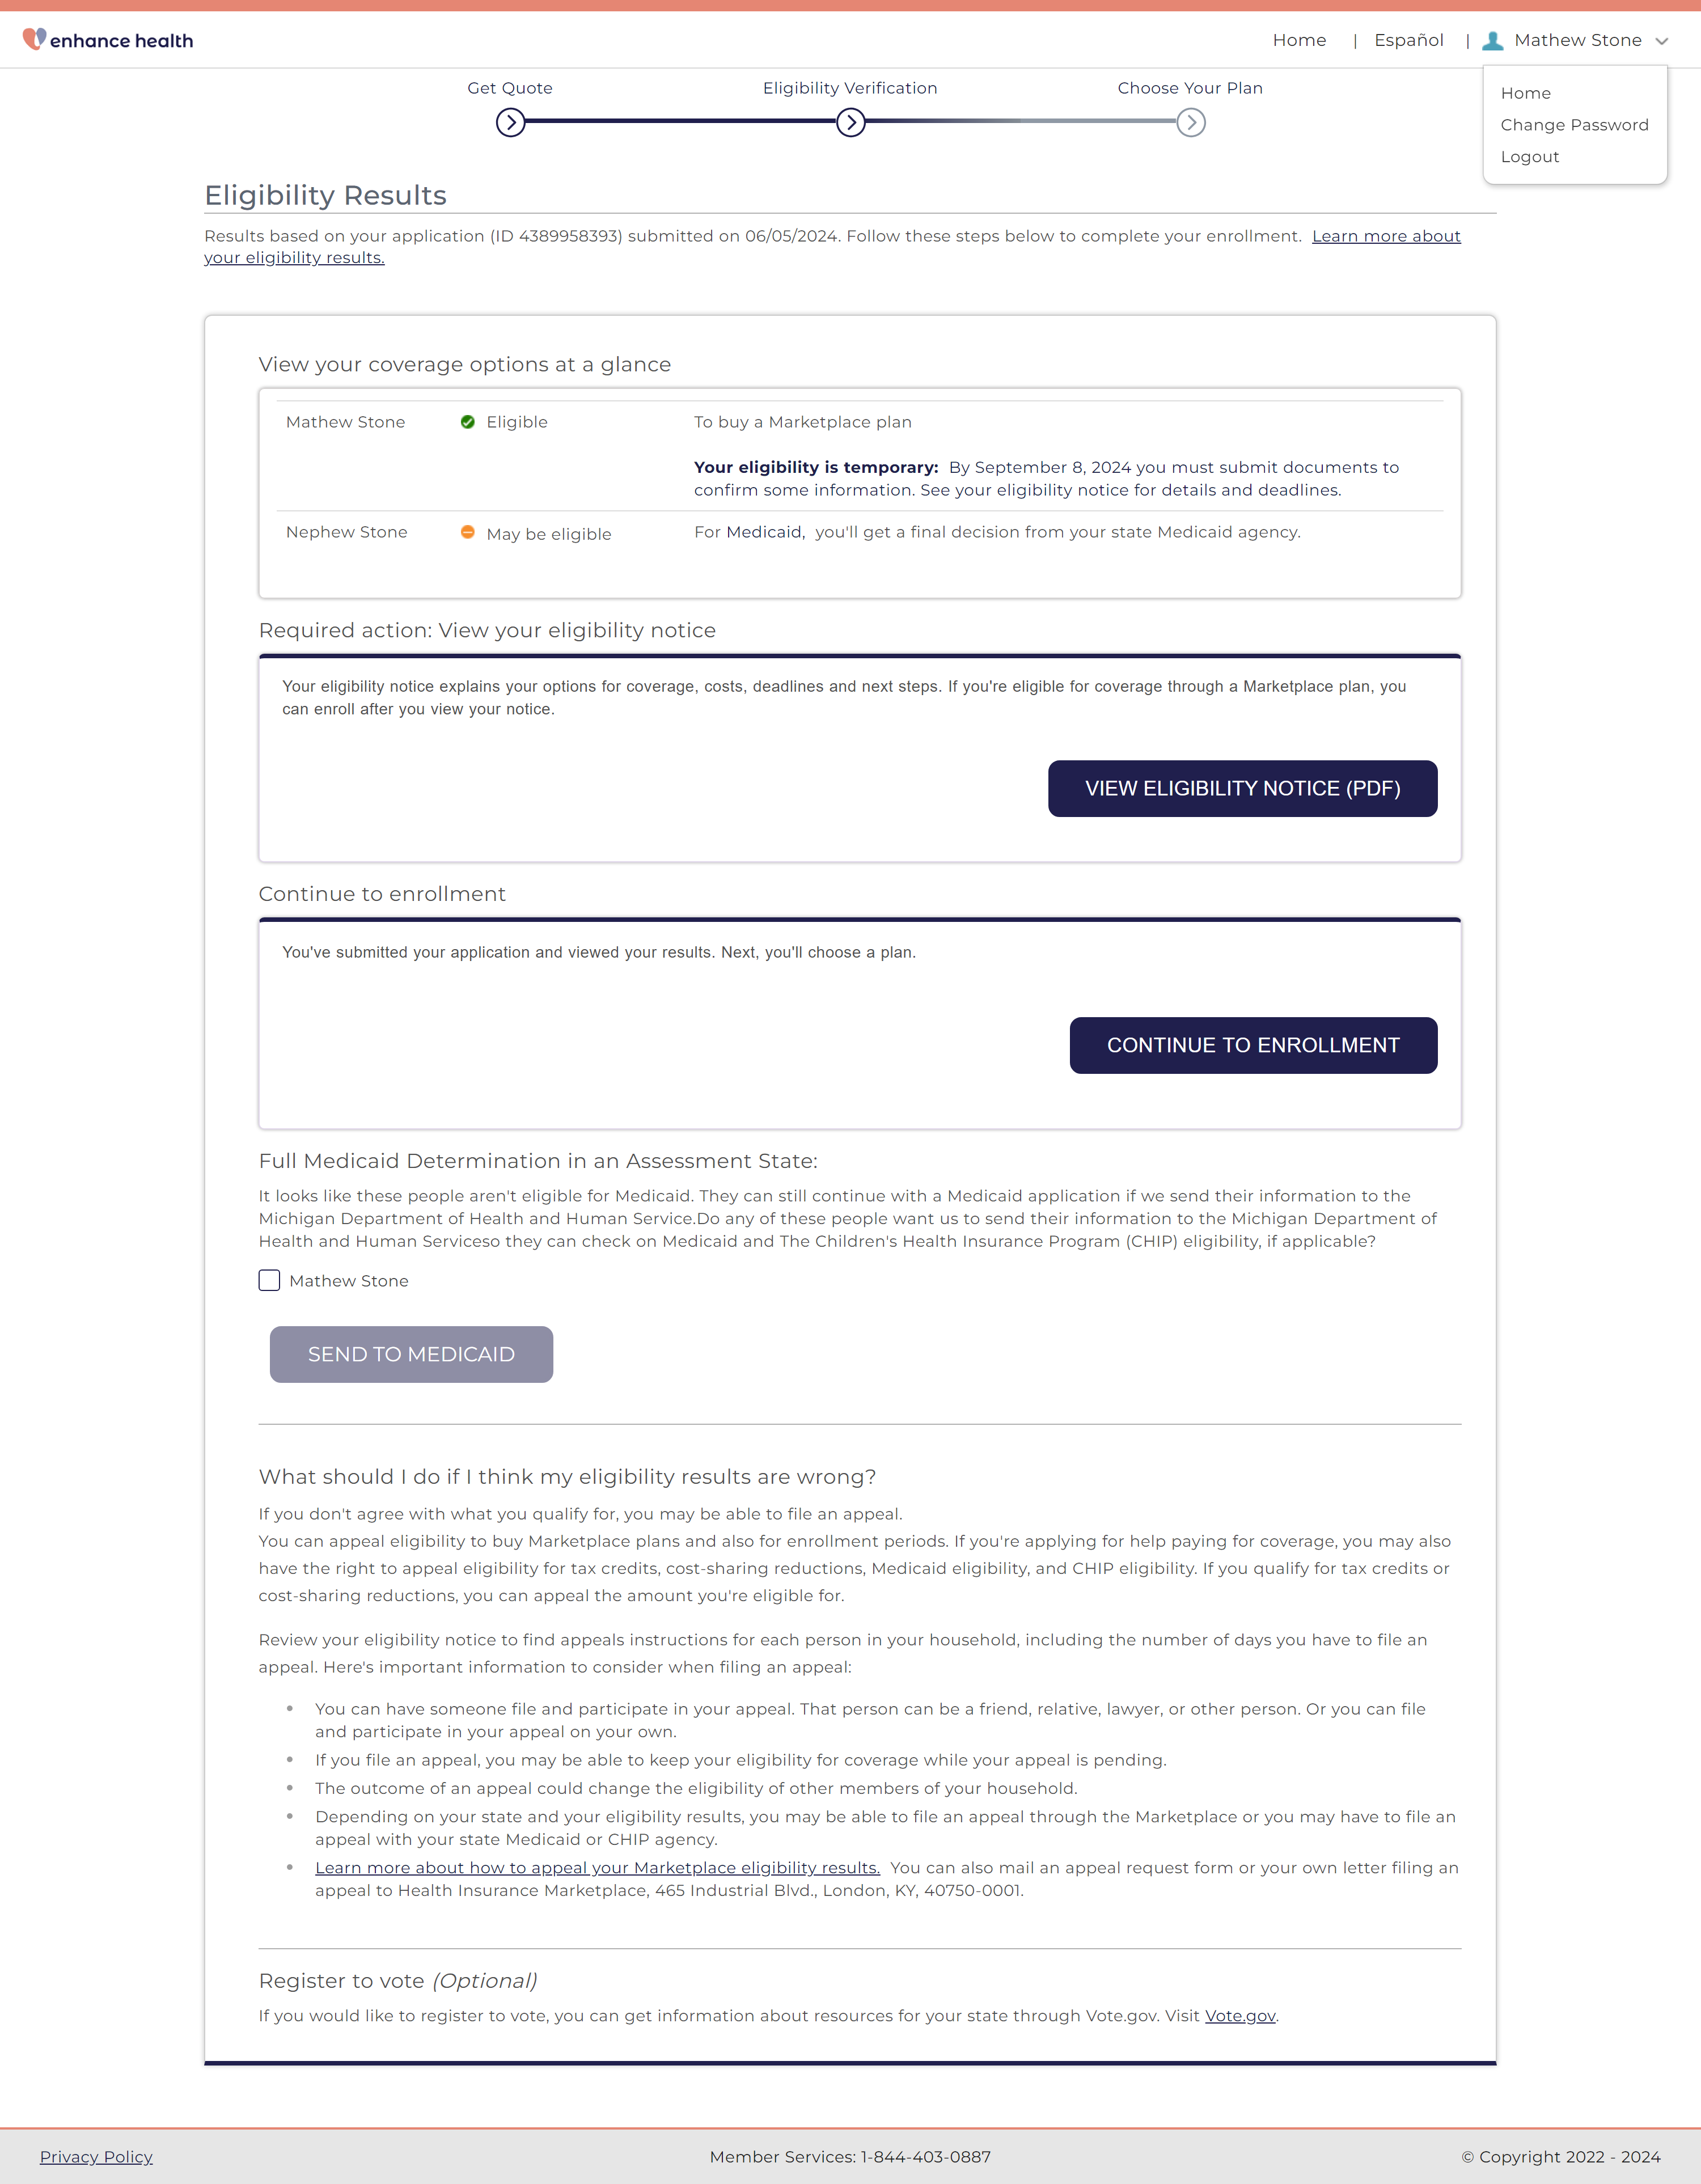 enhance health
Home | Español | Mathew Stone
Home
Change Password
Logout
Get Quote
Eligibility Verification
Choose Your Plan
Eligibility Results
Results based on your application (ID 4389958393) submitted on 06/05/2024. Follow these steps below to complete your enrollment. Learn more about
your eligibility results.
View your coverage options at a glance
Mathew Stone Eligible To buy a Marketplace plan
Your eligibility is temporary: By September 8, 2024 you must submit documents to
confirm some information. See your eligibility notice for details and deadlines.
Nephew Stone May be eligible For Medicaid, you'll get a final decision from your state Medicaid agency.
Required action: View your eligibility notice
Your eligibility notice explains your options for coverage, costs, deadlines and next steps. If you're eligible for coverage through a Marketplace plan, you
can enroll after you view your notice.
VIEW ELIGIBILITY NOTICE (PDF)
Continue to enrollment
You've submitted your application and viewed your results. Next, you'll choose a plan.
CONTINUE TO ENROLLMENT
Full Medicaid Determination in an Assessment State:
It looks like these people aren't eligible for Medicaid. They can still continue with a Medicaid application if we send their information to the
Michigan Department of Health and Human Service.Do any of these people want us to send their information to the Michigan Department of
Health and Human Serviceso they can check on Medicaid and The Children's Health Insurance Program (CHIP) eligibility, if applicable?
Mathew Stone
SEND TO MEDICAID
What should I do if I think my eligibility results are wrong?
If you don't agree with what you qualify for, you may be able to file an appeal.
You can appeal eligibility to buy Marketplace plans and also for enrollment periods. If you're applying for help paying for coverage, you may also
have the right to appeal eligibility for tax credits, cost-sharing reductions, Medicaid eligibility, and CHIP eligibility. If you qualify for tax credits or
cost-sharing reductions, you can appeal the amount you're eligible for.
Review your eligibility notice to find appeals instructions for each person in your household, including the number of days you have to file an
appeal. Here's important information to consider when filing an appeal:
• You can have someone file and participate in your appeal. That person can be a friend, relative, lawyer, or other person. Or you can file
and participate in your appeal on your own.
• If you file an appeal, you may be able to keep your eligibility for coverage while your appeal is pending.
• The outcome of an appeal could change the eligibility of other members of your household.
• Depending on your state and your eligibility results, you may be able to file an appeal through the Marketplace or you may have to file an
appeal with your state Medicaid or CHIP agency.
• Learn more about how to appeal your Marketplace eligibility results. You can also mail an appeal request form or your own letter filing an
appeal to Health Insurance Marketplace, 465 Industrial Blvd., London, KY, 40750-0001.
Register to vote (Optional)
If you would like to register to vote, you can get information about resources for your state through Vote.gov. Visit Vote.gov.
Privacy Policy
Member Services: 1-844-403-0887
© Copyright 2022 - 2024